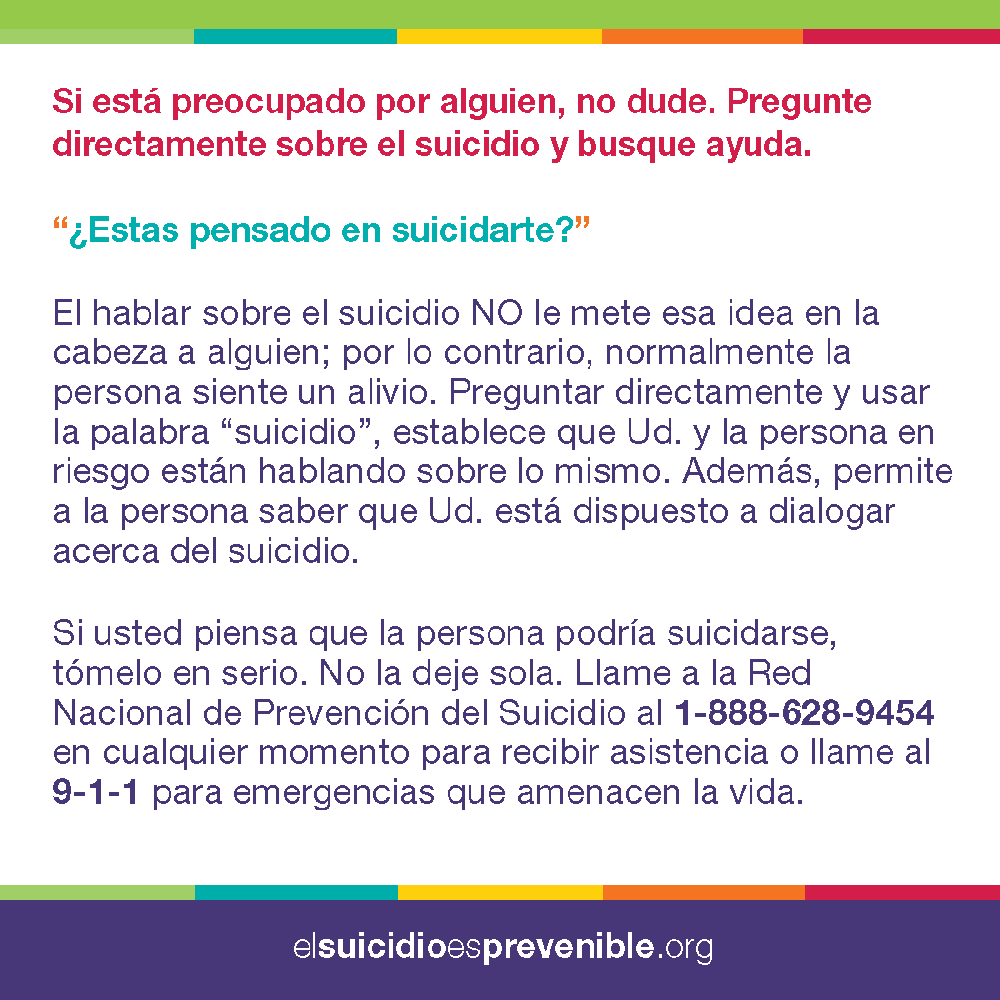 Si está preocupado por alguien, no dude. Pregunte
directamente sobre el suicidio y busque ayuda.
“¿Estas pensado en suicidarte?”
El hablar sobre el suicidio NO le mete esa idea en la
cabeza a alguien; por lo contrario, normalmente la
persona siente un alivio. Preguntar directamente y usar
la palabra “suicidio”, establece que Ud. y la persona en
riesgo están hablando sobre lo mismo. Además, permite
a la persona saber que Ud. está dispuesto a dialogar
acerca del suicidio.
Si usted piensa que la persona podría suicidarse,
tómelo en serio. No la deje sola. Llame a la Red
Nacional de Prevención del Suicidio al 1-888-628-9454
en cualquier momento para recibir asistencia o llame al
9-1-1 para emergencias que amenacen la vida.
elsuicidioesprevenible.org